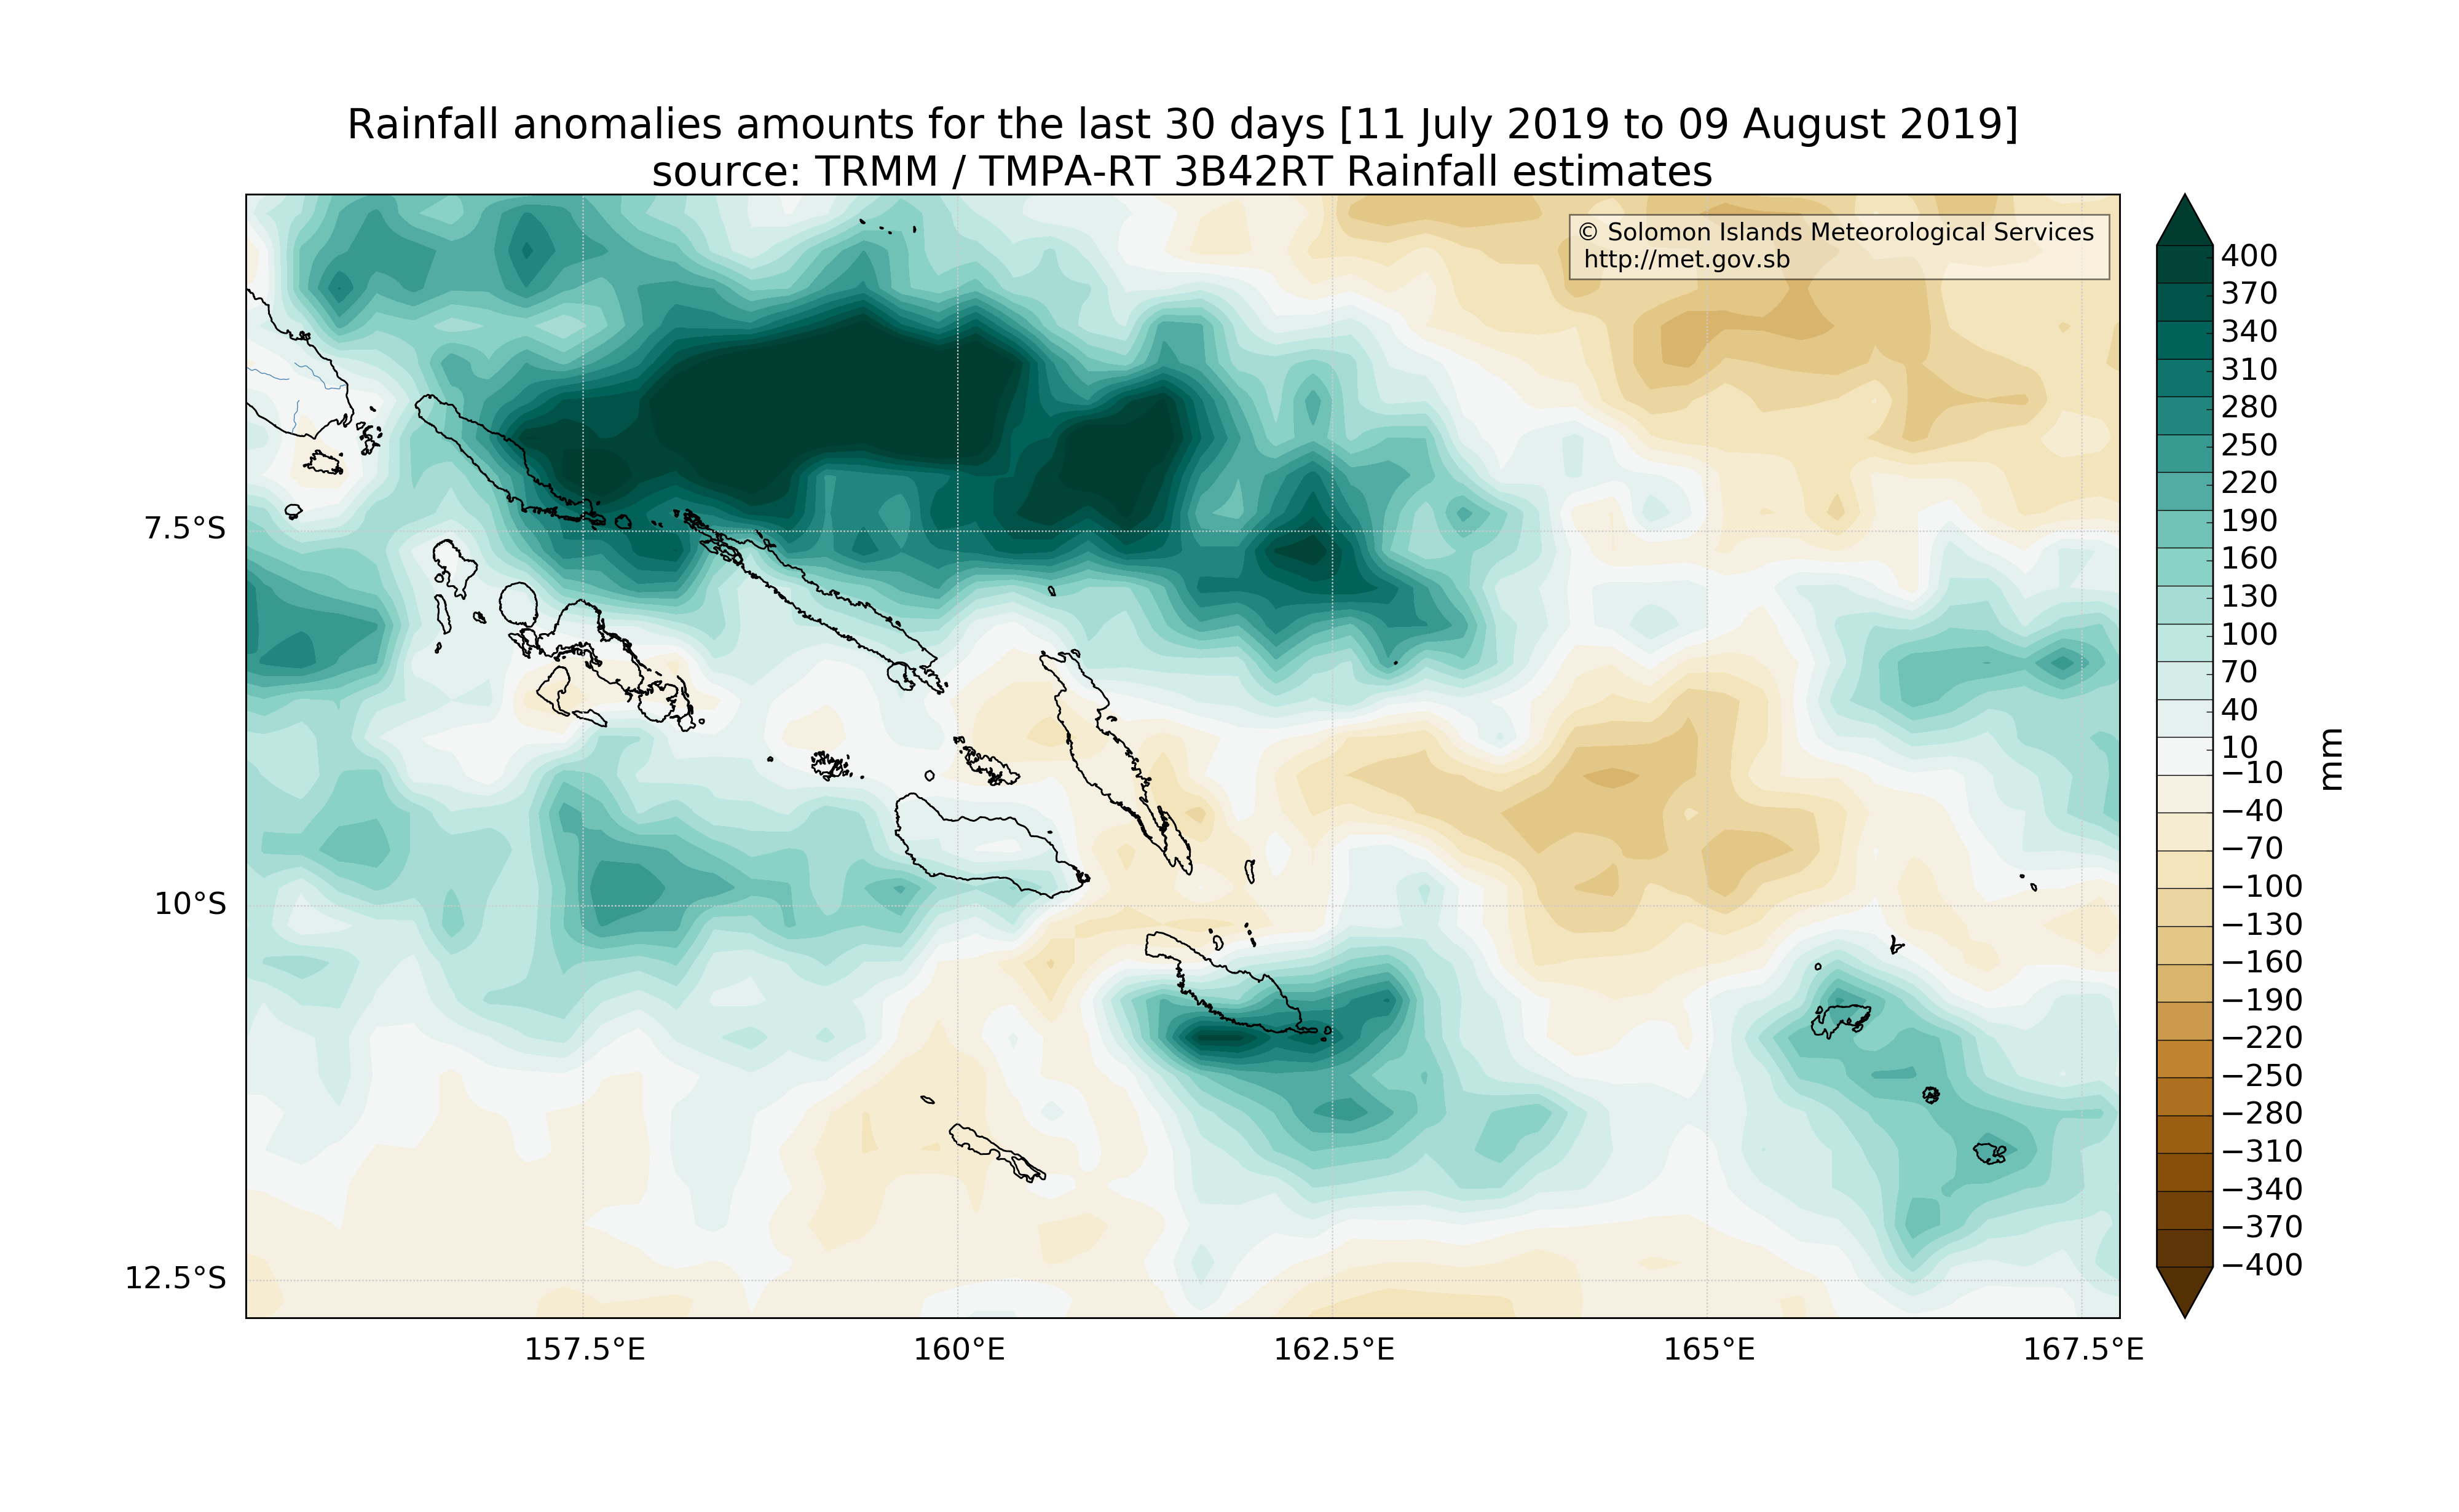 Rainfall anomalies amounts for the last 30 days [11 July 2019 to 09 August 2019]
source: TRMM / TMPA-RT 3B42RT Rainfall estimates
© Solomon Islands Meteorological Services
http://met.gov.sb
7.5°S
10°S
12.5°S
157.5°E
160°E
162.5°E
165°E
167.5°E
400
370
340
310
280
250
220
190
160
130
100
70
40
10
−10
−40
−70
−100
−130
−160
−190
−220
−250
−280
−310
−340
−370
−400
mm